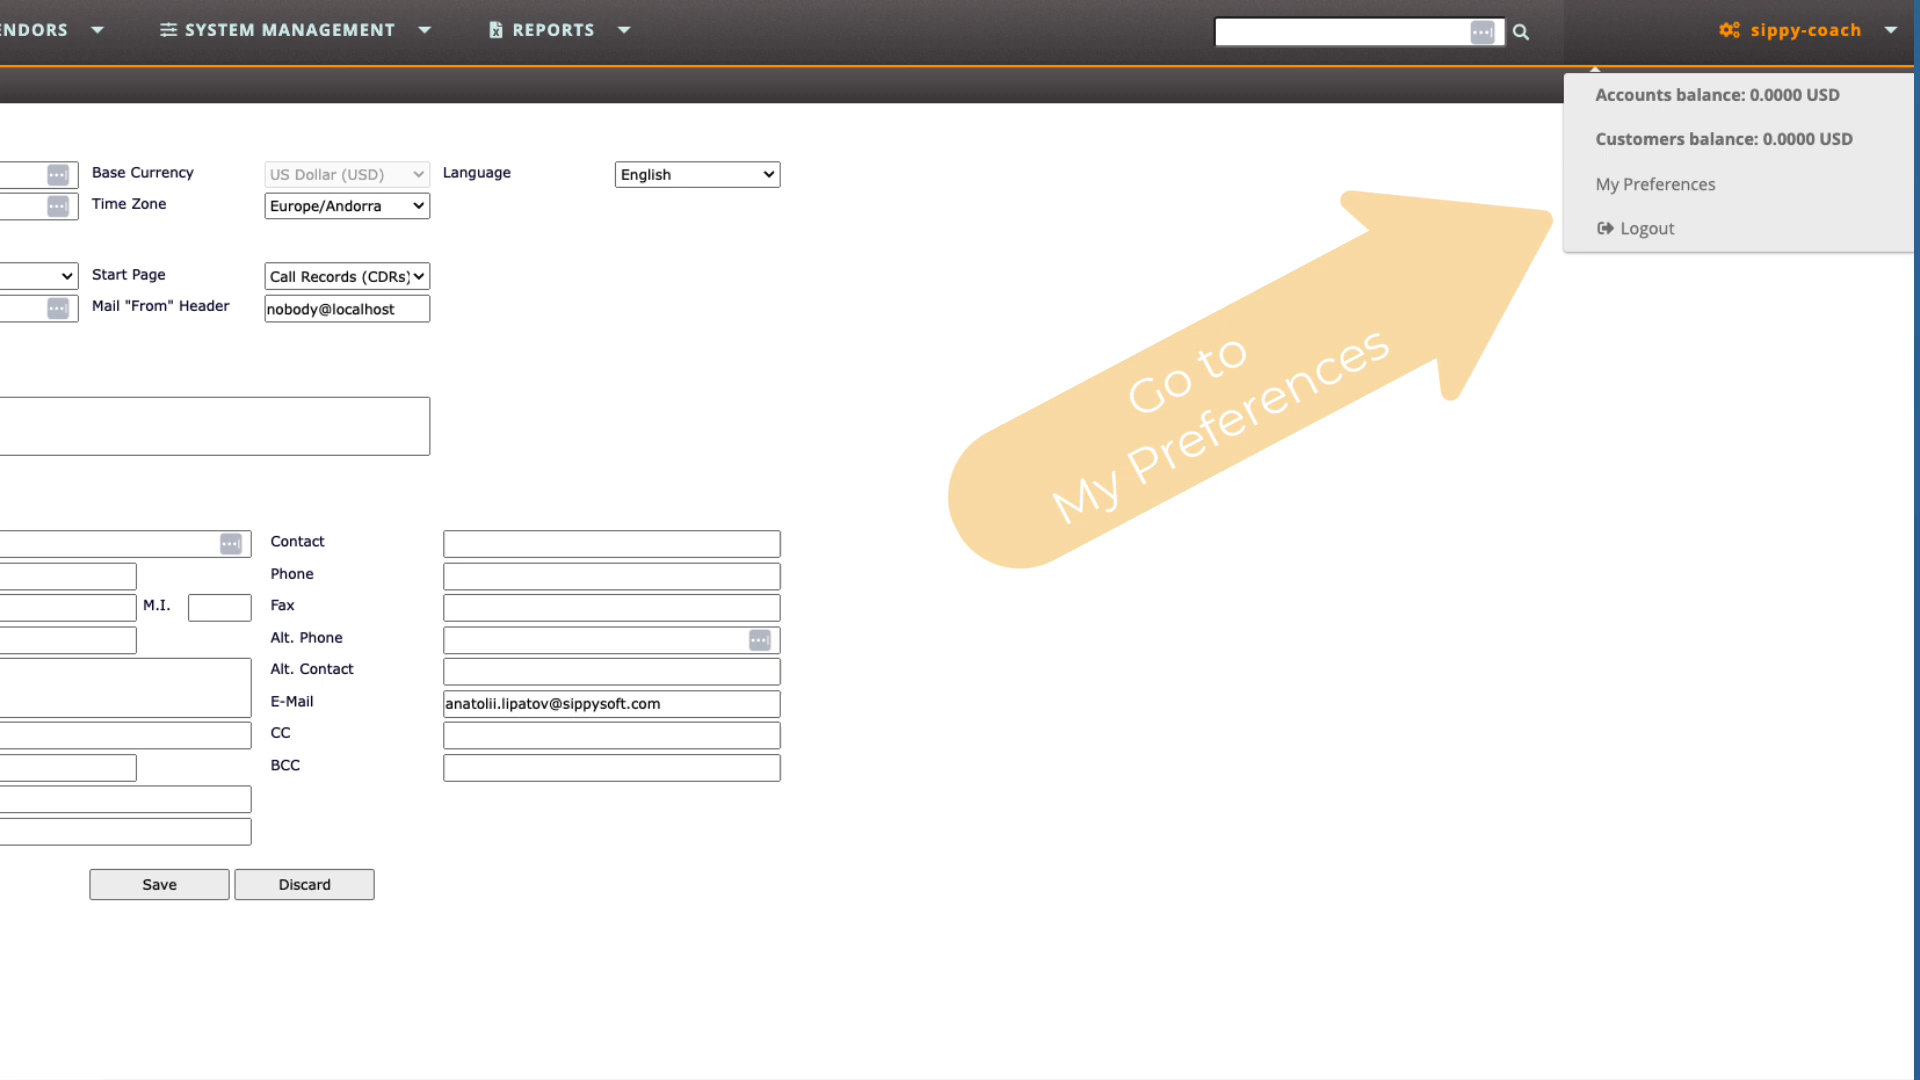 ENDORS
SYSTEM MANAGEMENT
REPORTS
sippy-coach
Accounts balance: 0.0000 USD
Customers balance: 0.0000 USD
My Preferences
Logout
Base Currency
US Dollar (USD)
Language
English
Time Zone
Europe/Andorra
Start Page
Call Records (CDRs)
Mail "From" Header
nobody@localhost
Go to
My Preferences
Contact
Phone
M.I.
Fax
Alt. Phone
Alt. Contact
E-Mail
anatolii.lipatov@sippysoft.com
CC
BCC
Save
Discard